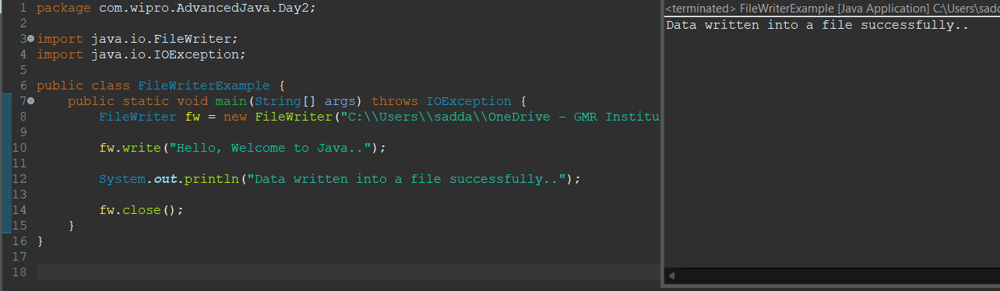 1 package com.wipro.AdvancedJava.Day2;
2
3 import java.io.FileWriter;
4 import java.io.IOException;
5
6 public class FileWriterExample {
7 public static void main(String[] args) throws IOException {
8 FileWriter fw = new FileWriter("C:\\Users\\sadda\\OneDrive - GMR Institu
9
10 fw.write("Hello, Welcome to Java..");
11
12 System.out.println("Data written into a file successfully..");
13
14 fw.close();
15 }
16 }
17
18
<terminated> FileWriterExample [Java Application] C:\Users\sadda
Data written into a file successfully..